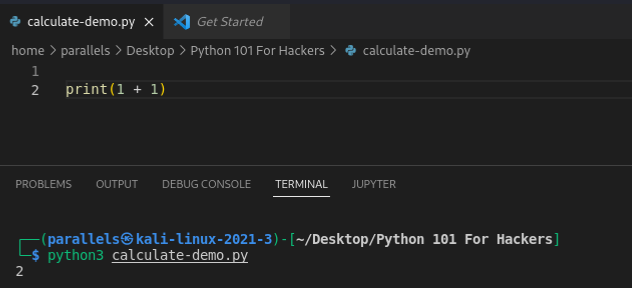 calculate-demo.py × Get Started
home > parallels > Desktop > Python 101 For Hackers > calculate-demo.py
1
2 print(1 + 1)
PROBLEMS OUTPUT DEBUG CONSOLE TERMINAL JUPYTER
┌──(parallels㉿kali-linux-2021-3)-[~/Desktop/Python 101 For Hackers]
└─$ python3 calculate-demo.py
2